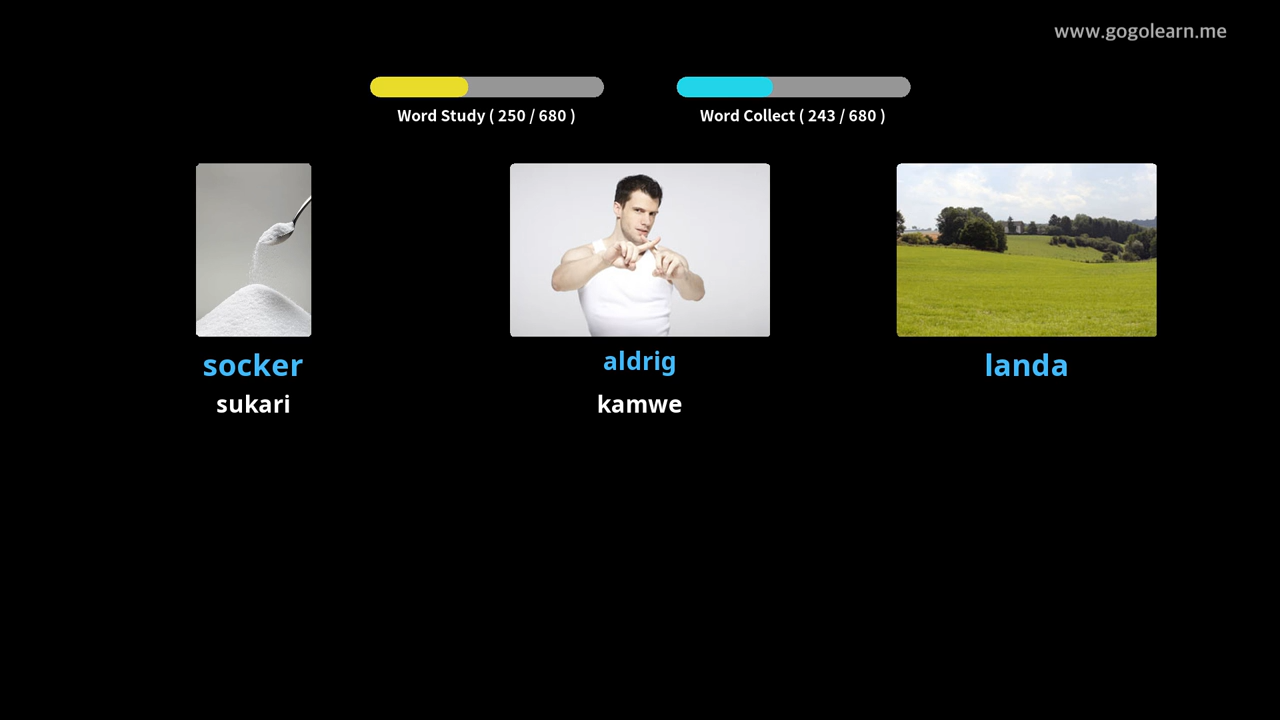 www.gogolearn.me
Word Study ( 250 / 680 )
Word Collect ( 243 / 680 )
socker
aldrig
landa
sukari
kamwe